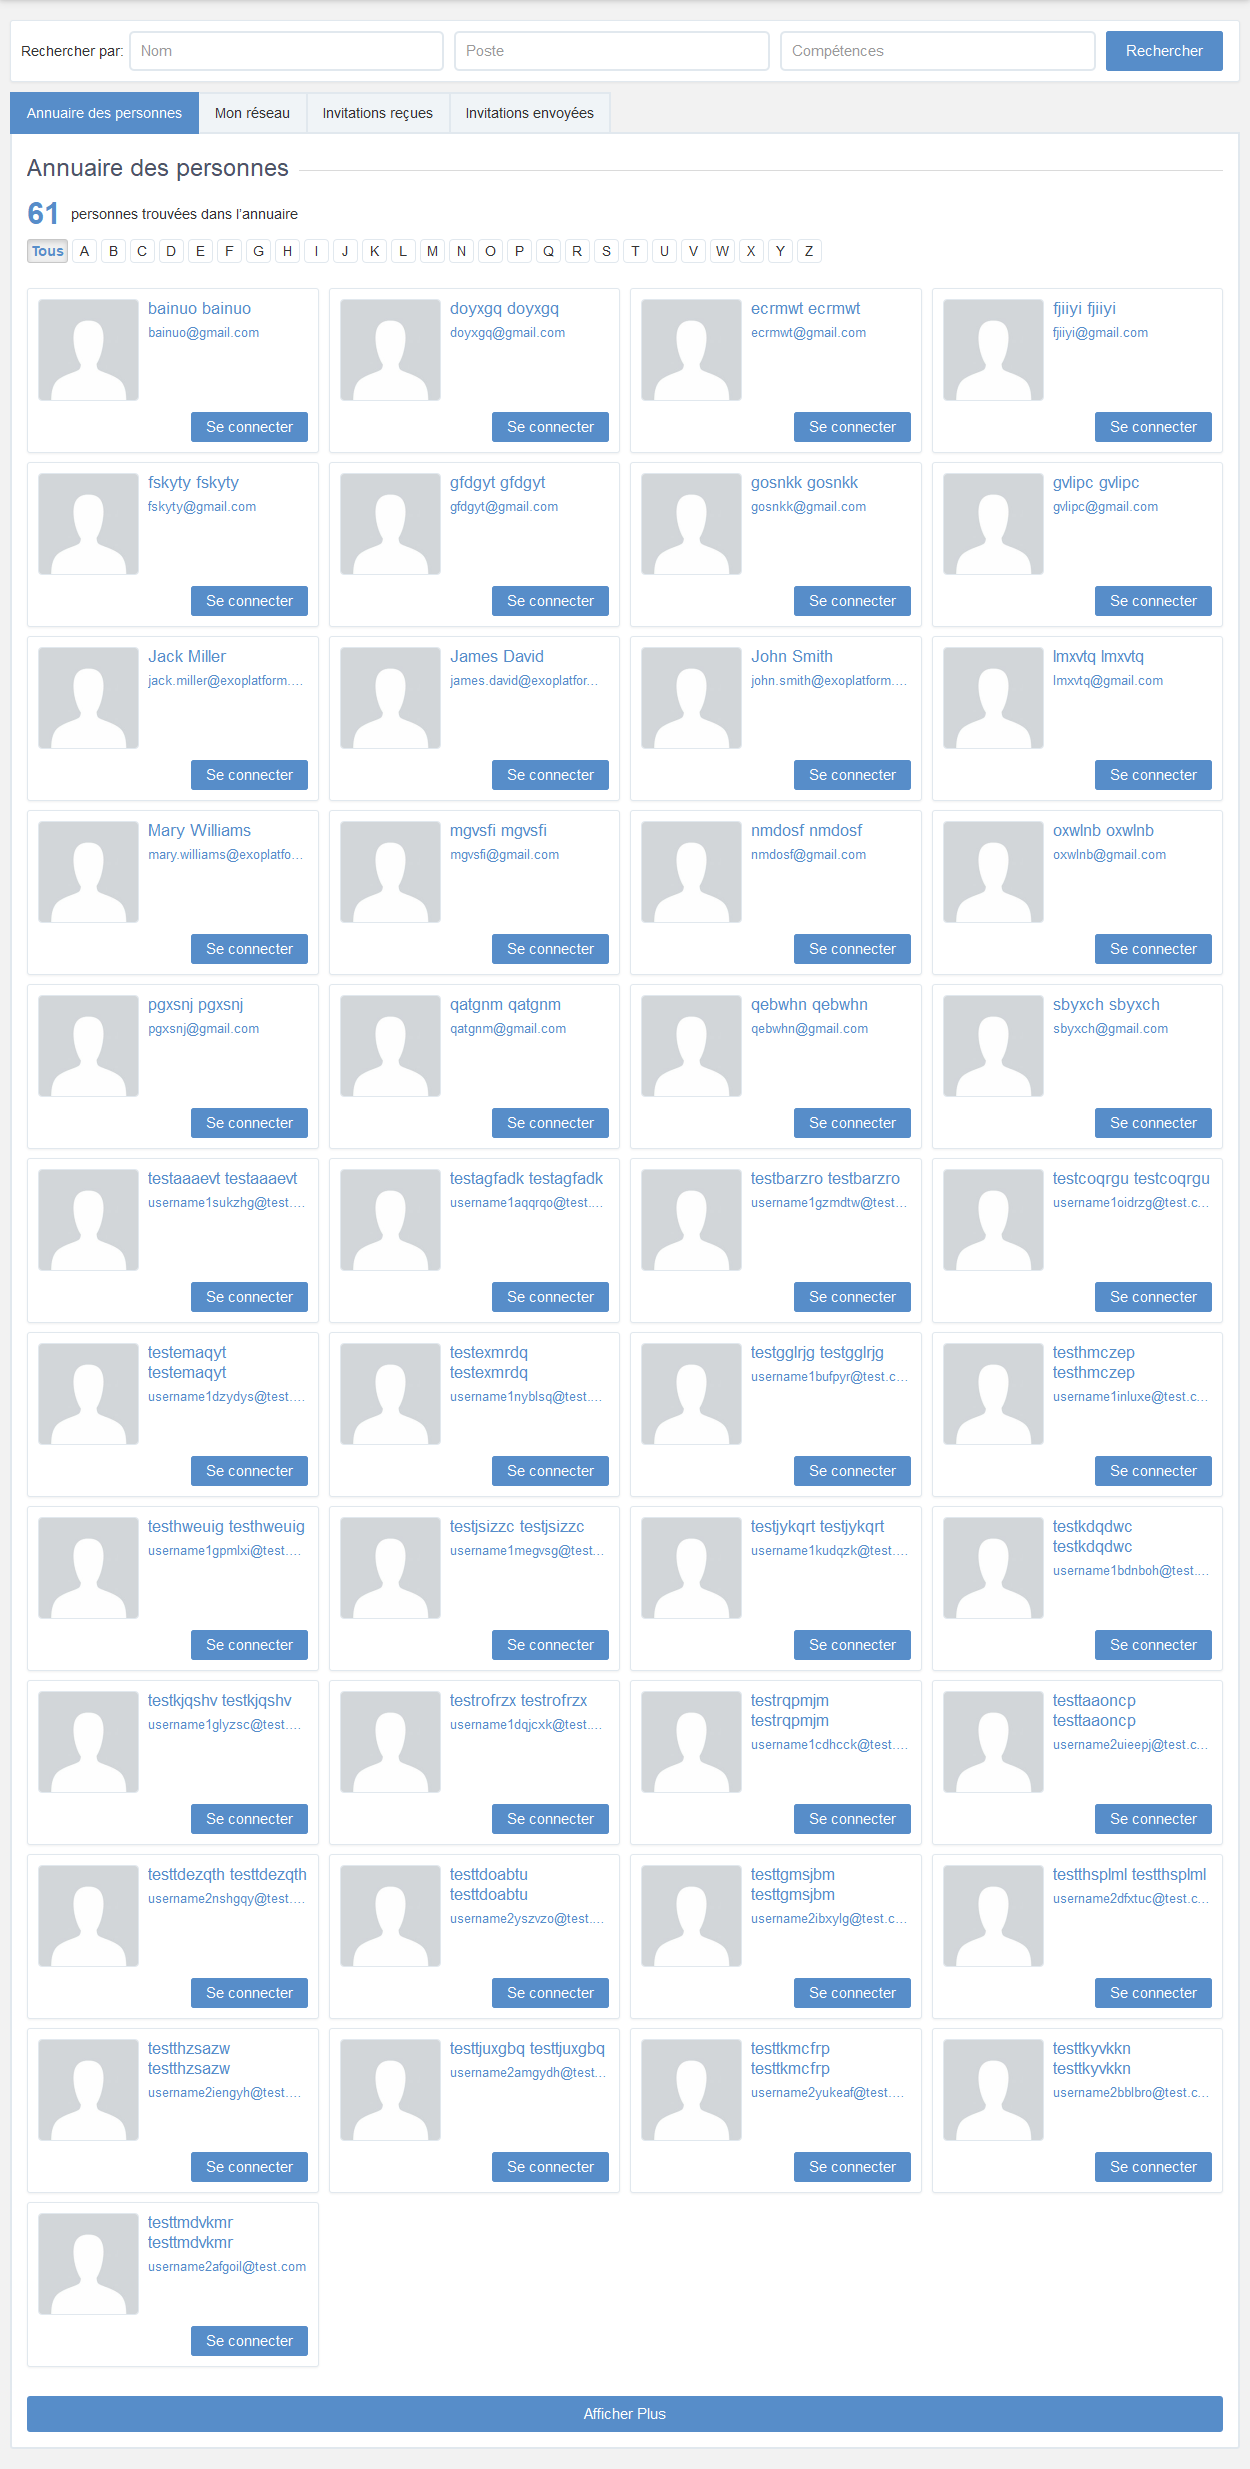 Rechercher par: Nom Poste Compétences Rechercher
Annuaire des personnes Mon réseau Invitations reçues Invitations envoyées
Annuaire des personnes
61 personnes trouvées dans l'annuaire
Tous A B C D E F G H I J K L M N O P Q R S T U V W X Y Z
bainuo bainuo
bainuo@gmail.com
Se connecter
doyxgq doyxgq
doyxgq@gmail.com
Se connecter
ecrmwt ecrmwt
ecrmwt@gmail.com
Se connecter
fjiiyi fjiiyi
fjiiyi@gmail.com
Se connecter
fskyty fskyty
fskyty@gmail.com
Se connecter
gfdgyt gfdgyt
gfdgyt@gmail.com
Se connecter
gosnkk gosnkk
gosnkk@gmail.com
Se connecter
gvlipc gvlipc
gvlipc@gmail.com
Se connecter
Jack Miller
jack.miller@exoplatform....
Se connecter
James David
james.david@exoplatfor...
Se connecter
John Smith
john.smith@exoplatform....
Se connecter
lmxvtq lmxvtq
lmxvtq@gmail.com
Se connecter
Mary Williams
mary.williams@exoplatfo...
Se connecter
mgvsfi mgvsfi
mgvsfi@gmail.com
Se connecter
nmdosf nmdosf
nmdosf@gmail.com
Se connecter
oxwlnb oxwlnb
oxwlnb@gmail.com
Se connecter
pgxsnj pgxsnj
pgxsnj@gmail.com
Se connecter
qatgnm qatgnm
qatgnm@gmail.com
Se connecter
qebwhn qebwhn
qebwhn@gmail.com
Se connecter
sbyxch sbyxch
sbyxch@gmail.com
Se connecter
testaaaevt testaaaevt
username1sukzhg@test....
Se connecter
testagfadk testagfadk
username1aqqrqo@test....
Se connecter
testbarzro testbarzro
username1gzmdtw@test...
Se connecter
testcoqrgu testcoqrgu
username1oidrzg@test.c...
Se connecter
testemaqyt
testemaqyt
username1dzydys@test....
Se connecter
testexmrdq
testexmrdq
username1nyblsq@test....
Se connecter
testgglrjg testgglrjg
username1bufpyr@test.c...
Se connecter
testhmczep
testhmczep
username1inluxe@test.c...
Se connecter
testhweuig testhweuig
username1gpmlxi@test....
Se connecter
testjsizzc testjsizzc
username1megvsg@test...
Se connecter
testjykqrt testjykqrt
username1kudqzk@test....
Se connecter
testkdqdwc
testkdqdwc
username1bdnboh@test....
Se connecter
testkjqshv testkjqshv
username1glyzsc@test....
Se connecter
testrofrzx testrofrzx
username1dqjcxk@test....
Se connecter
testrqpmjm
testrqpmjm
username1cdhcck@test....
Se connecter
testtaaoncp
testtaaoncp
username2uieepj@test.c...
Se connecter
testtdezqth testtdezqth
username2nshgqy@test....
Se connecter
testtdoabtu
testtdoabtu
username2yszvzo@test....
Se connecter
testtgmsjbm
testtgmsjbm
username2ibxylg@test.c...
Se connecter
testthsplml testthsplml
username2dfxtuc@test.c...
Se connecter
testthzsazw
testthzsazw
username2iengyh@test....
Se connecter
testtjuxgbq testtjuxgbq
username2amgydh@test...
Se connecter
testtkmcfrp
testtkmcfrp
username2yukeaf@test....
Se connecter
testtkyvkkn
testtkyvkkn
username2bblbro@test.c...
Se connecter
testtmdvkmr
testtmdvkmr
username2afgoil@test.com
Se connecter
Afficher Plus